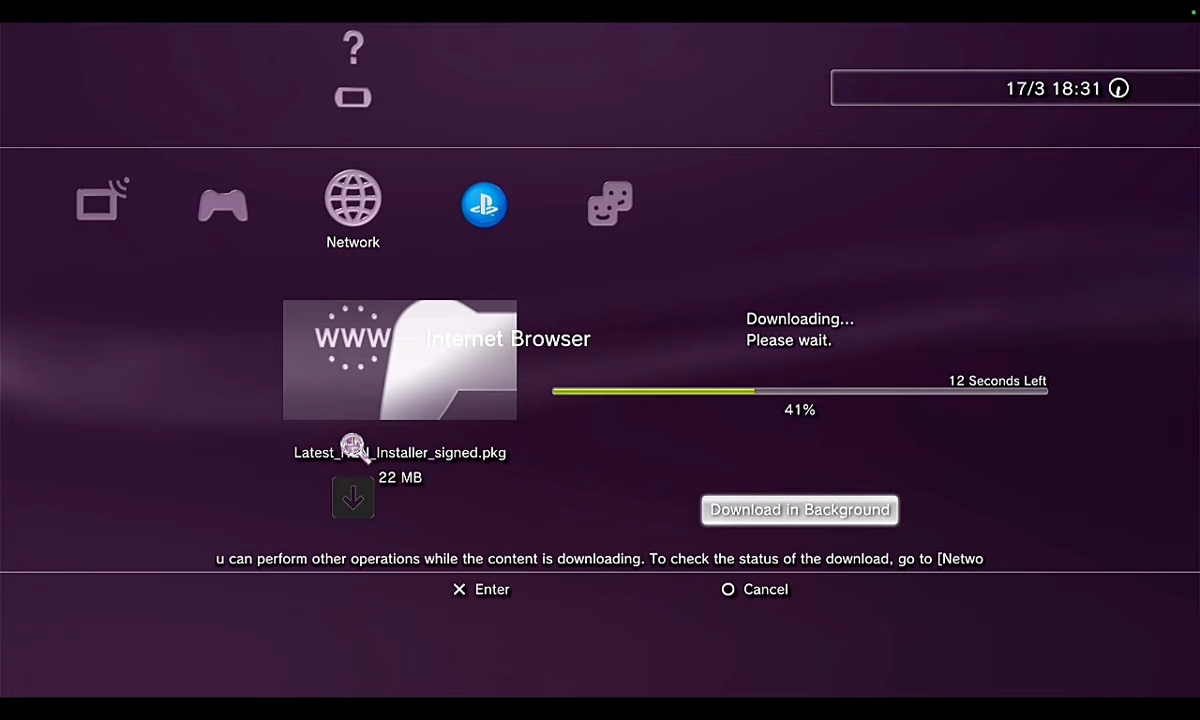 ?
17/3 18:31
Network
WWW
Internet Browser
Downloading...
Please wait.
12 Seconds Left
41%
Installer_signed.pkg
22 MB
Download in Background
u can perform other operations while the content is downloading. To check the status of the download, go to [Netwo
Enter
Cancel